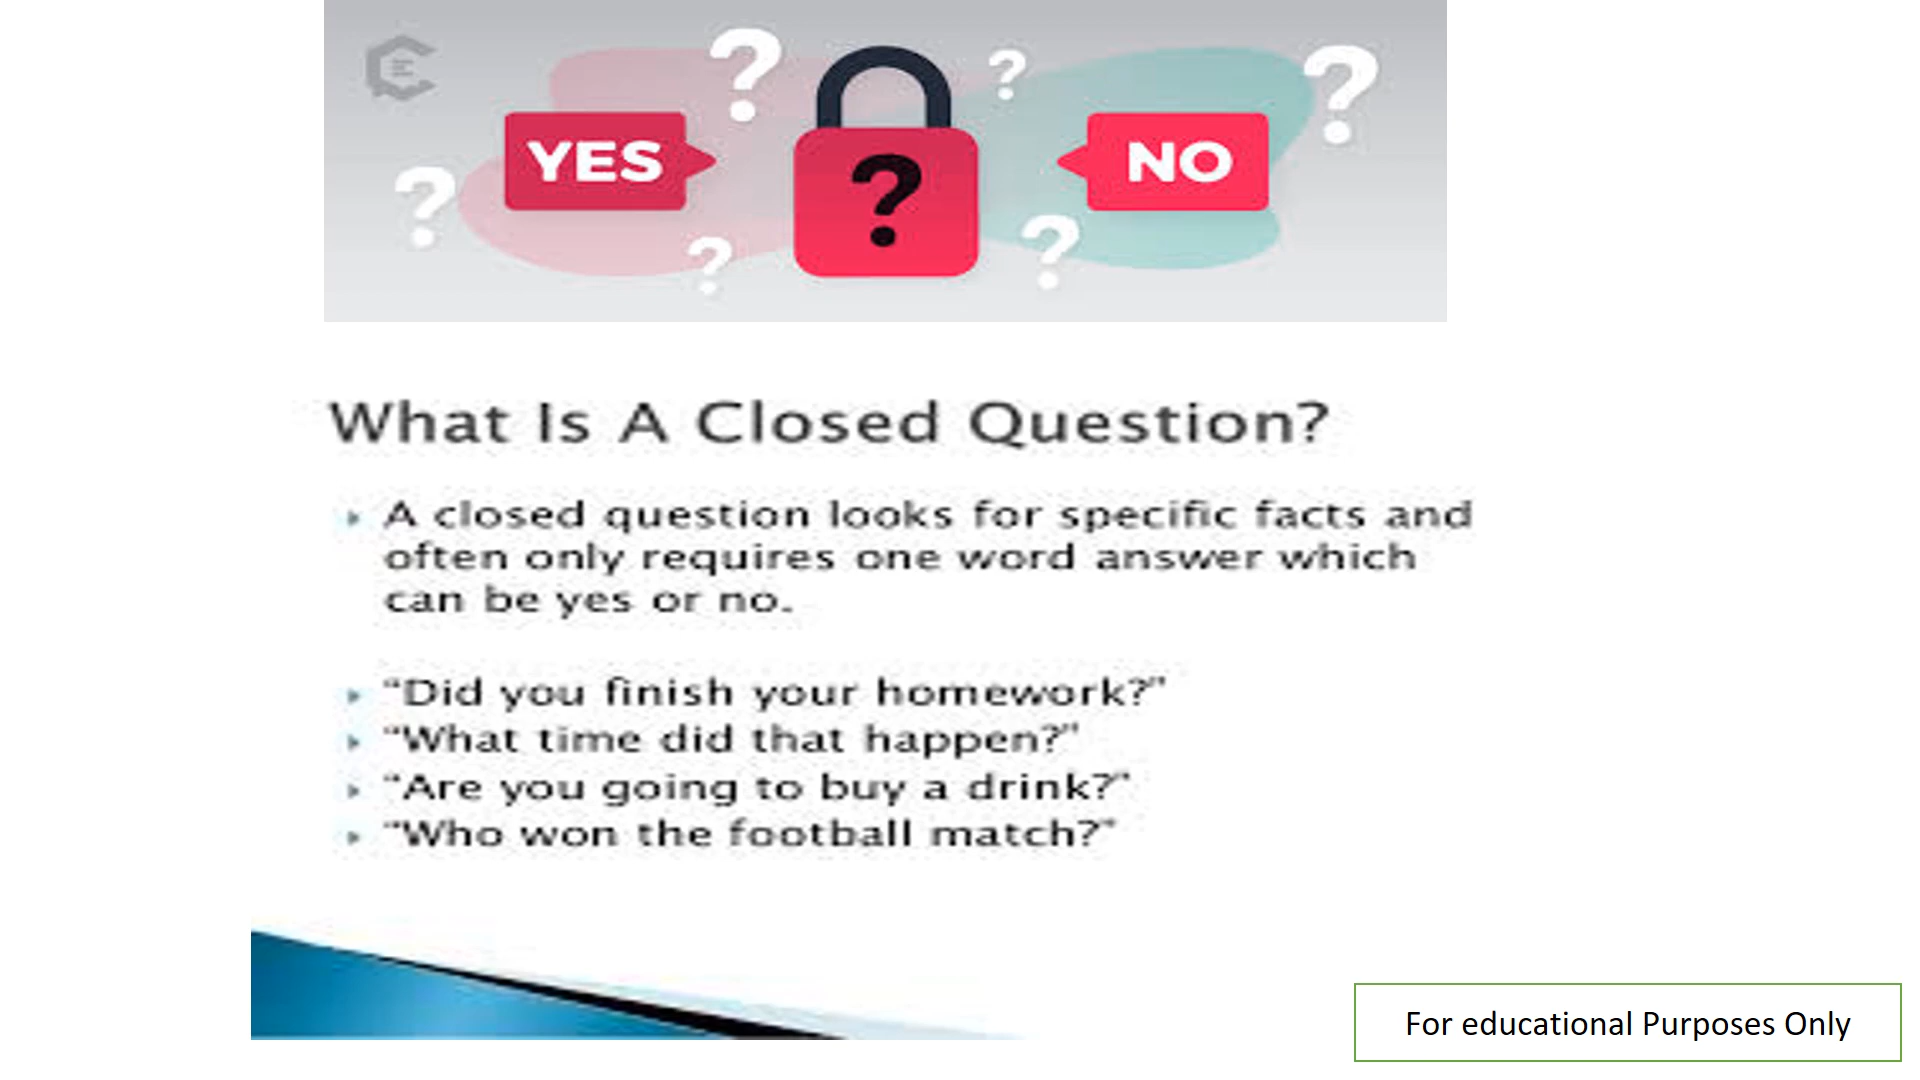 YES
?
NO
What Is A Closed Question?
A closed question looks for specific facts and
often only requires one word answer which
can be yes or no.
“Did you finish your homework?”
“What time did that happen?”
“Are you going to buy a drink?”
“Who won the football match?”
For educational Purposes Only